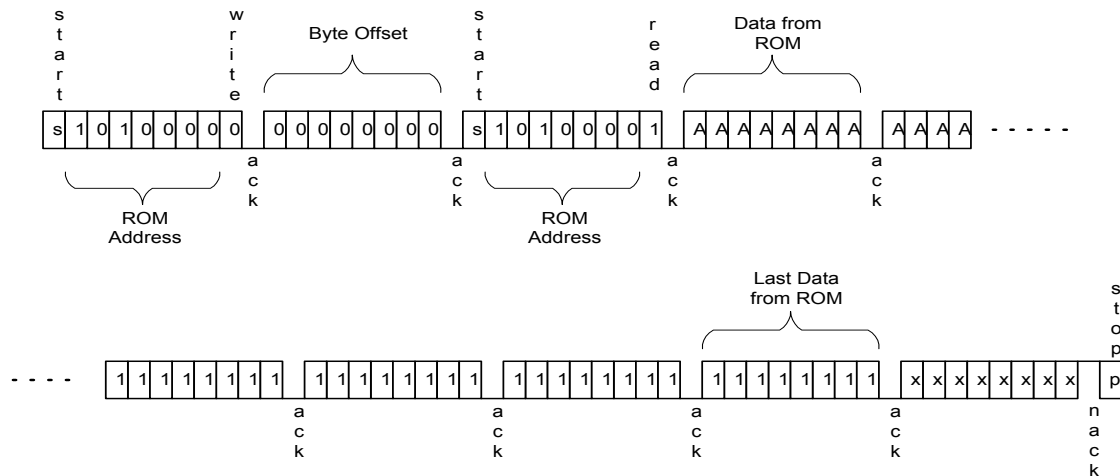 start
write
Byte Offset
start
read
Data from
ROM
s 1 0 1 0 0 0 0 0
0 0 0 0 0 0 0 0
s 1 0 1 0 0 0 0 1
A A A A A A A A
A A A A - - - - -
ack
ack
ack
ack
ROM
Address
ROM
Address
Last Data
from ROM
stop
- - - -
1 1 1 1 1 1 1 1
1 1 1 1 1 1 1 1
1 1 1 1 1 1 1 1
1 1 1 1 1 1 1 1
x x x x x x x x
p
ack
ack
ack
ack
nack